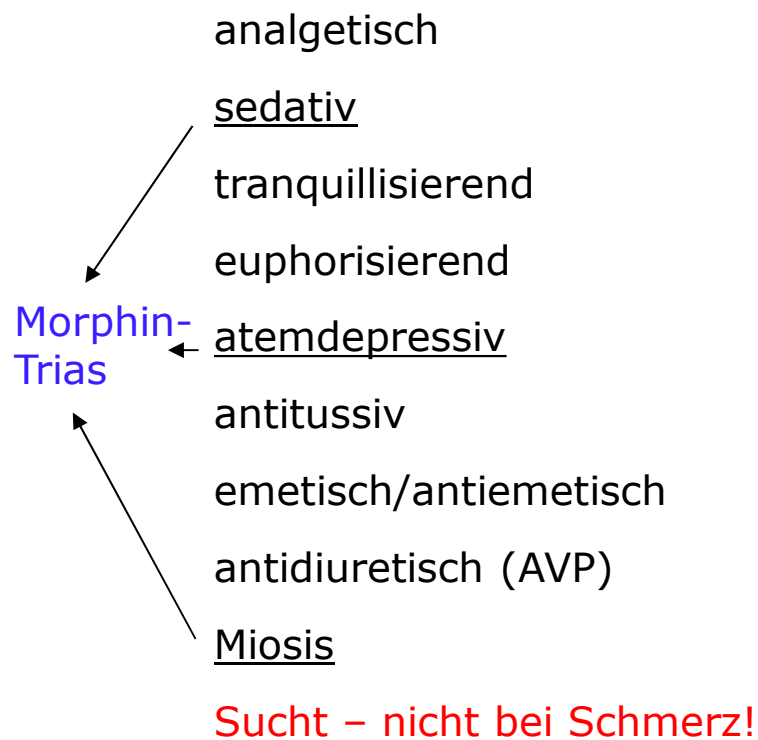 analgetisch
sedativ
tranquillisierend
euphorisierend
Morphin-
Trias
atemdepressiv
antitussiv
emetisch/antiemetisch
antidiuretisch (AVP)
Miosis
Sucht – nicht bei Schmerz!